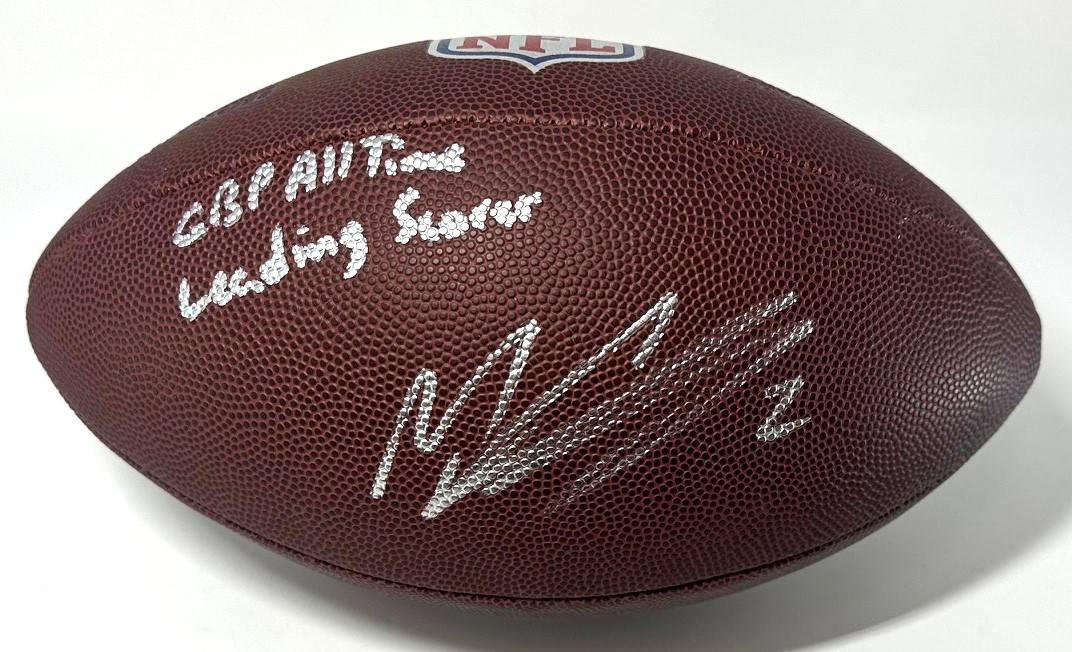 NFL
GBP All Time
Leading Scorer
2